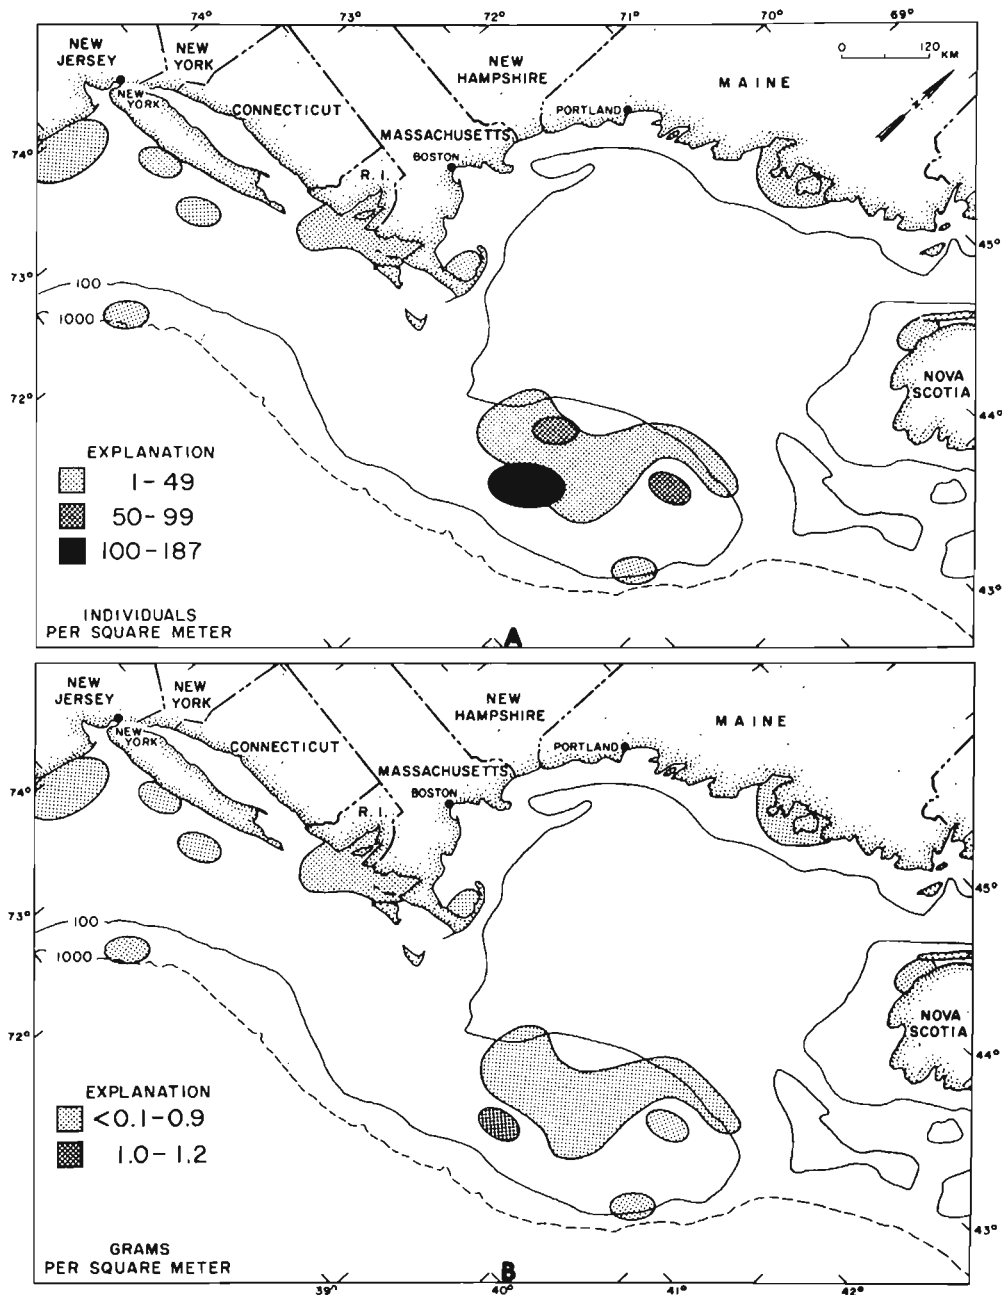 74° 73° 72° 71° 70° 69°
NEW JERSEY
NEW YORK
NEW YORK
CONNECTICUT
NEW HAMPSHIRE
MAINE
PORTLAND
MASSACHUSETTS
BOSTON
R. I.
0 120 KM
N
74°
73°
72°
45°
44°
43°
100
1000
NOVA SCOTIA
EXPLANATION
1–49
50–99
100–187
INDIVIDUALS
PER SQUARE METER
A
NEW JERSEY
NEW YORK
NEW YORK
CONNECTICUT
NEW HAMPSHIRE
MAINE
PORTLAND
MASSACHUSETTS
BOSTON
R. I.
74°
73°
72°
45°
44°
43°
100
1000
NOVA SCOTIA
EXPLANATION
<0.1–0.9
1.0–1.2
GRAMS
PER SQUARE METER
B
39° 40° 41° 42°